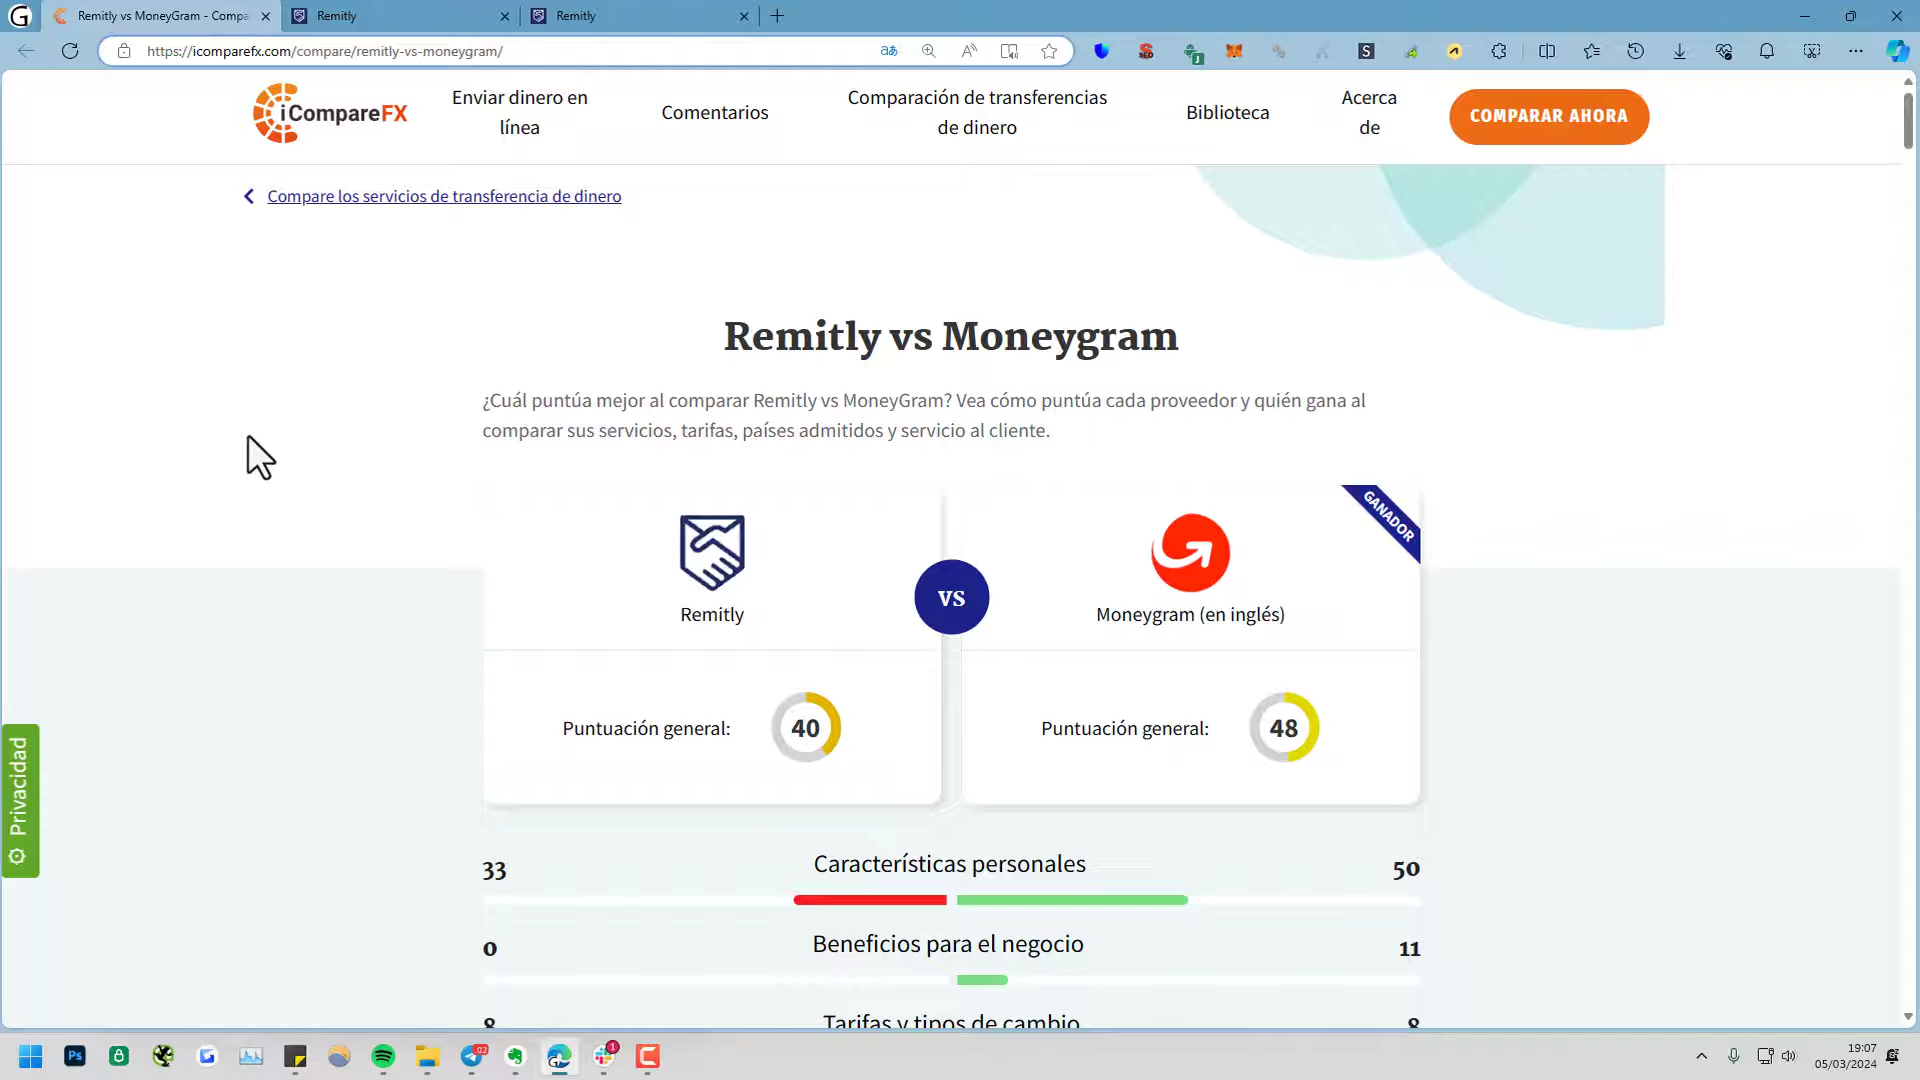 Remitly vs MoneyGram - Compa
Remitly
Remitly
https://icomparefx.com/compare/remitly-vs-moneygram/
iCompareFX
Enviar dinero en
línea
Comentarios
Comparación de transferencias
de dinero
Biblioteca
Acerca
de
COMPARAR AHORA
Compare los servicios de transferencia de dinero
Remitly vs Moneygram
¿Cuál puntúa mejor al comparar Remitly vs MoneyGram? Vea cómo puntúa cada proveedor y quién gana al
comparar sus servicios, tarifas, países admitidos y servicio al cliente.
GANADOR
Remitly
VS
Moneygram (en inglés)
Puntuación general:
40
Puntuación general:
48
33
Características personales
50
0
Beneficios para el negocio
11
8
Tarifas y tipos de cambio
8
Privacidad
19:07
05/03/2024